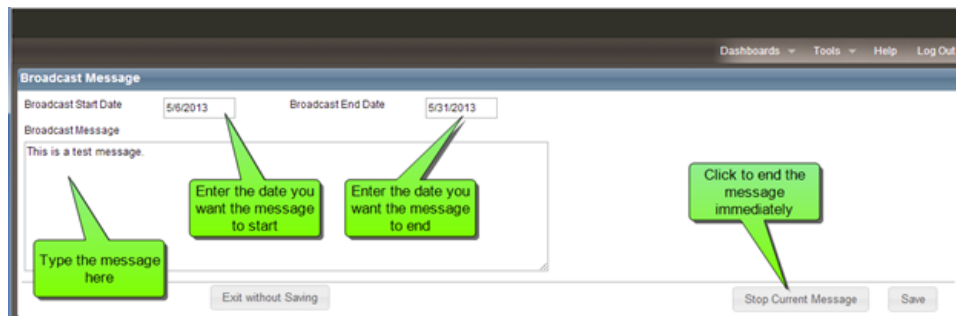 Dashboards Tools Help Log Out
Broadcast Message
Broadcast Start Date 5/6/2013 Broadcast End Date 5/31/2013
Broadcast Message
This is a test message.
Enter the date you
want the message
to start
Enter the date you
want the message
to end
Click to end the
message
immediately
Type the message
here
Exit without Saving Stop Current Message Save